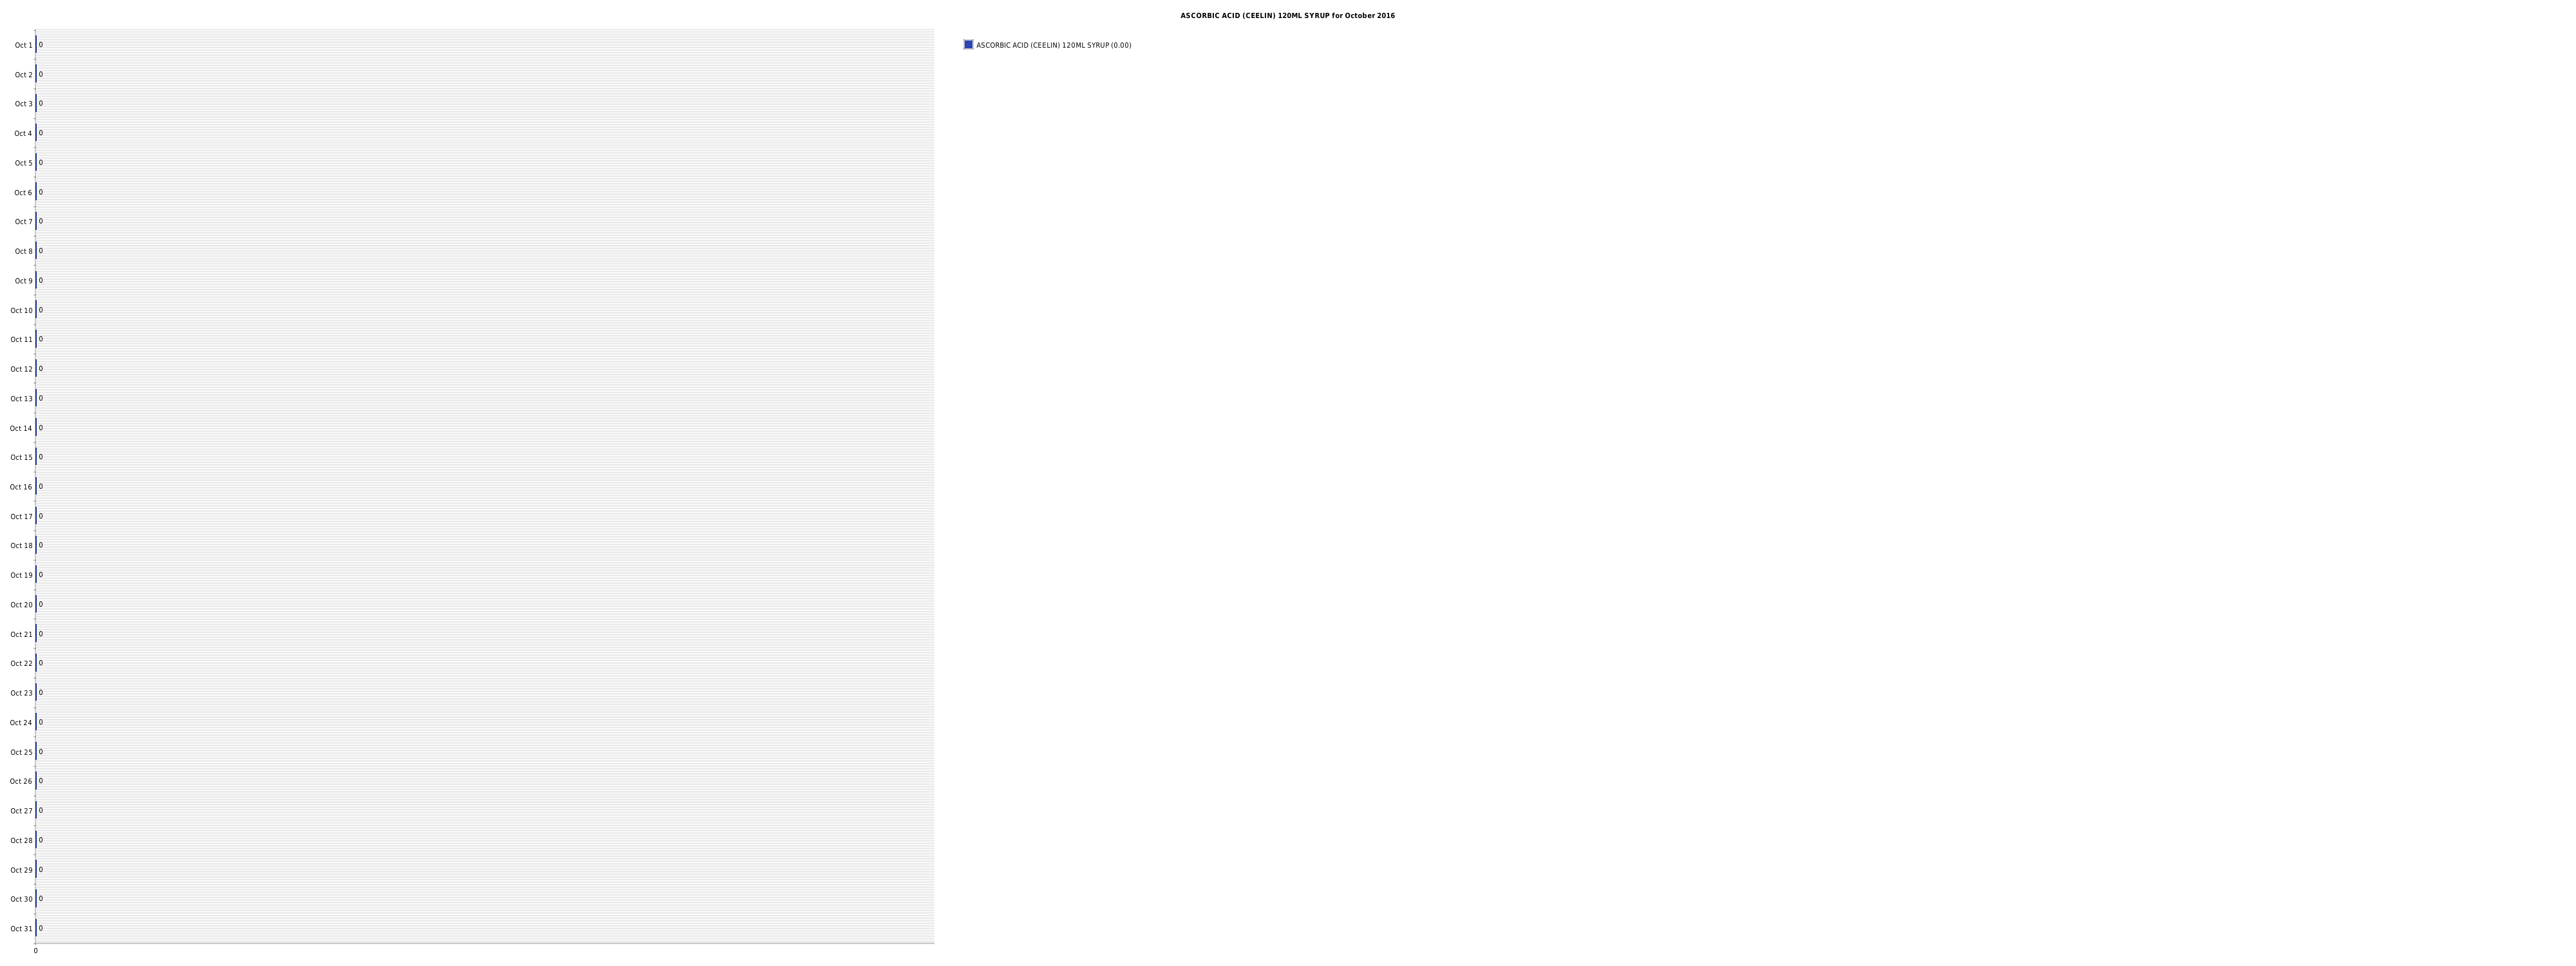 ASCORBIC ACID (CEELIN) 120ML SYRUP for October 2016
ASCORBIC ACID (CEELIN) 120ML SYRUP (0.00)
Oct 1 0
Oct 2 0
Oct 3 0
Oct 4 0
Oct 5 0
Oct 6 0
Oct 7 0
Oct 8 0
Oct 9 0
Oct 10 0
Oct 11 0
Oct 12 0
Oct 13 0
Oct 14 0
Oct 15 0
Oct 16 0
Oct 17 0
Oct 18 0
Oct 19 0
Oct 20 0
Oct 21 0
Oct 22 0
Oct 23 0
Oct 24 0
Oct 25 0
Oct 26 0
Oct 27 0
Oct 28 0
Oct 29 0
Oct 30 0
Oct 31 0
0